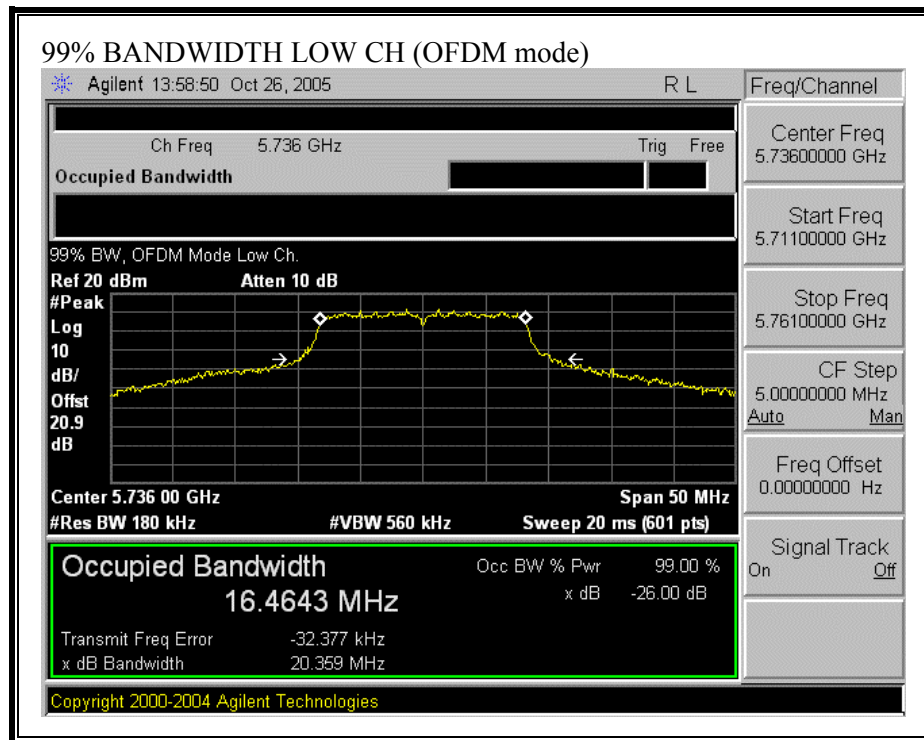 99% BANDWIDTH LOW CH (OFDM mode)
Agilent 13:58:50 Oct 26, 2005 R L
Freq/Channel
Ch Freq 5.736 GHz Trig Free
Occupied Bandwidth
Center Freq
5.73600000 GHz
Start Freq
5.71100000 GHz
Stop Freq
5.76100000 GHz
CF Step
5.00000000 MHz
Auto Man
Freq Offset
0.00000000 Hz
Signal Track
On Off
99% BW, OFDM Mode Low Ch.
Ref 20 dBm Atten 10 dB
#Peak
Log
10
dB/
Offst
20.9
dB
Center 5.736 00 GHz Span 50 MHz
#Res BW 180 kHz #VBW 560 kHz Sweep 20 ms (601 pts)
Occupied Bandwidth Occ BW % Pwr 99.00 %
16.4643 MHz x dB -26.00 dB
Transmit Freq Error -32.377 kHz
x dB Bandwidth 20.359 MHz
Copyright 2000-2004 Agilent Technologies